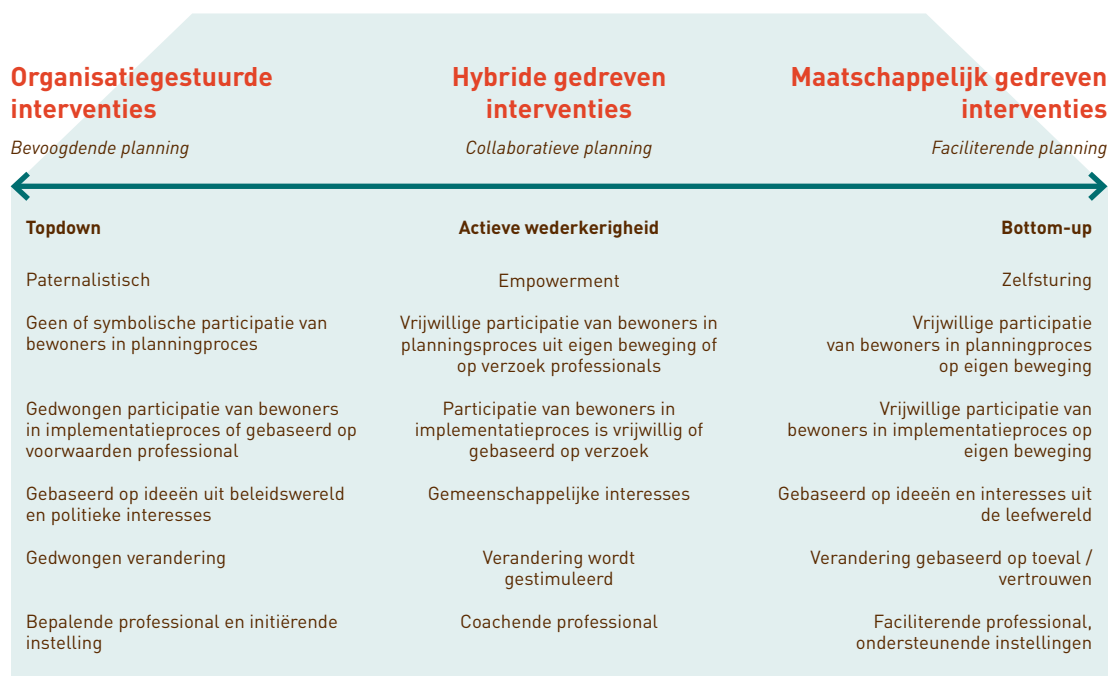 Organisatiegestuurde
interventies
Bevoogdende planning
Hybride gedreven
interventies
Collaboratieve planning
Maatschappelijk gedreven
interventies
Faciliterende planning
Topdown
Actieve wederkerigheid
Bottom-up
Paternalistisch
Empowerment
Zelfsturing
Geen of symbolische participatie van
bewoners in planningproces
Vrijwillige participatie van bewoners in
planningsproces uit eigen beweging of
op verzoek professionals
Vrijwillige participatie
van bewoners in planningproces
op eigen beweging
Gedwongen participatie van bewoners
in implementatieproces of gebaseerd op
voorwaarden professional
Participatie van bewoners in
implementatieproces is vrijwillig of
gebaseerd op verzoek
Vrijwillige participatie van
bewoners in implementatieproces op
eigen beweging
Gebaseerd op ideeën uit beleidswereld
en politieke interesses
Gemeenschappelijke interesses
Gebaseerd op ideeën en interesses uit
de leefwereld
Gedwongen verandering
Verandering wordt
gestimuleerd
Verandering gebaseerd op toeval /
vertrouwen
Bepalende professional en initiërende
instelling
Coachende professional
Faciliterende professional,
ondersteunende instellingen